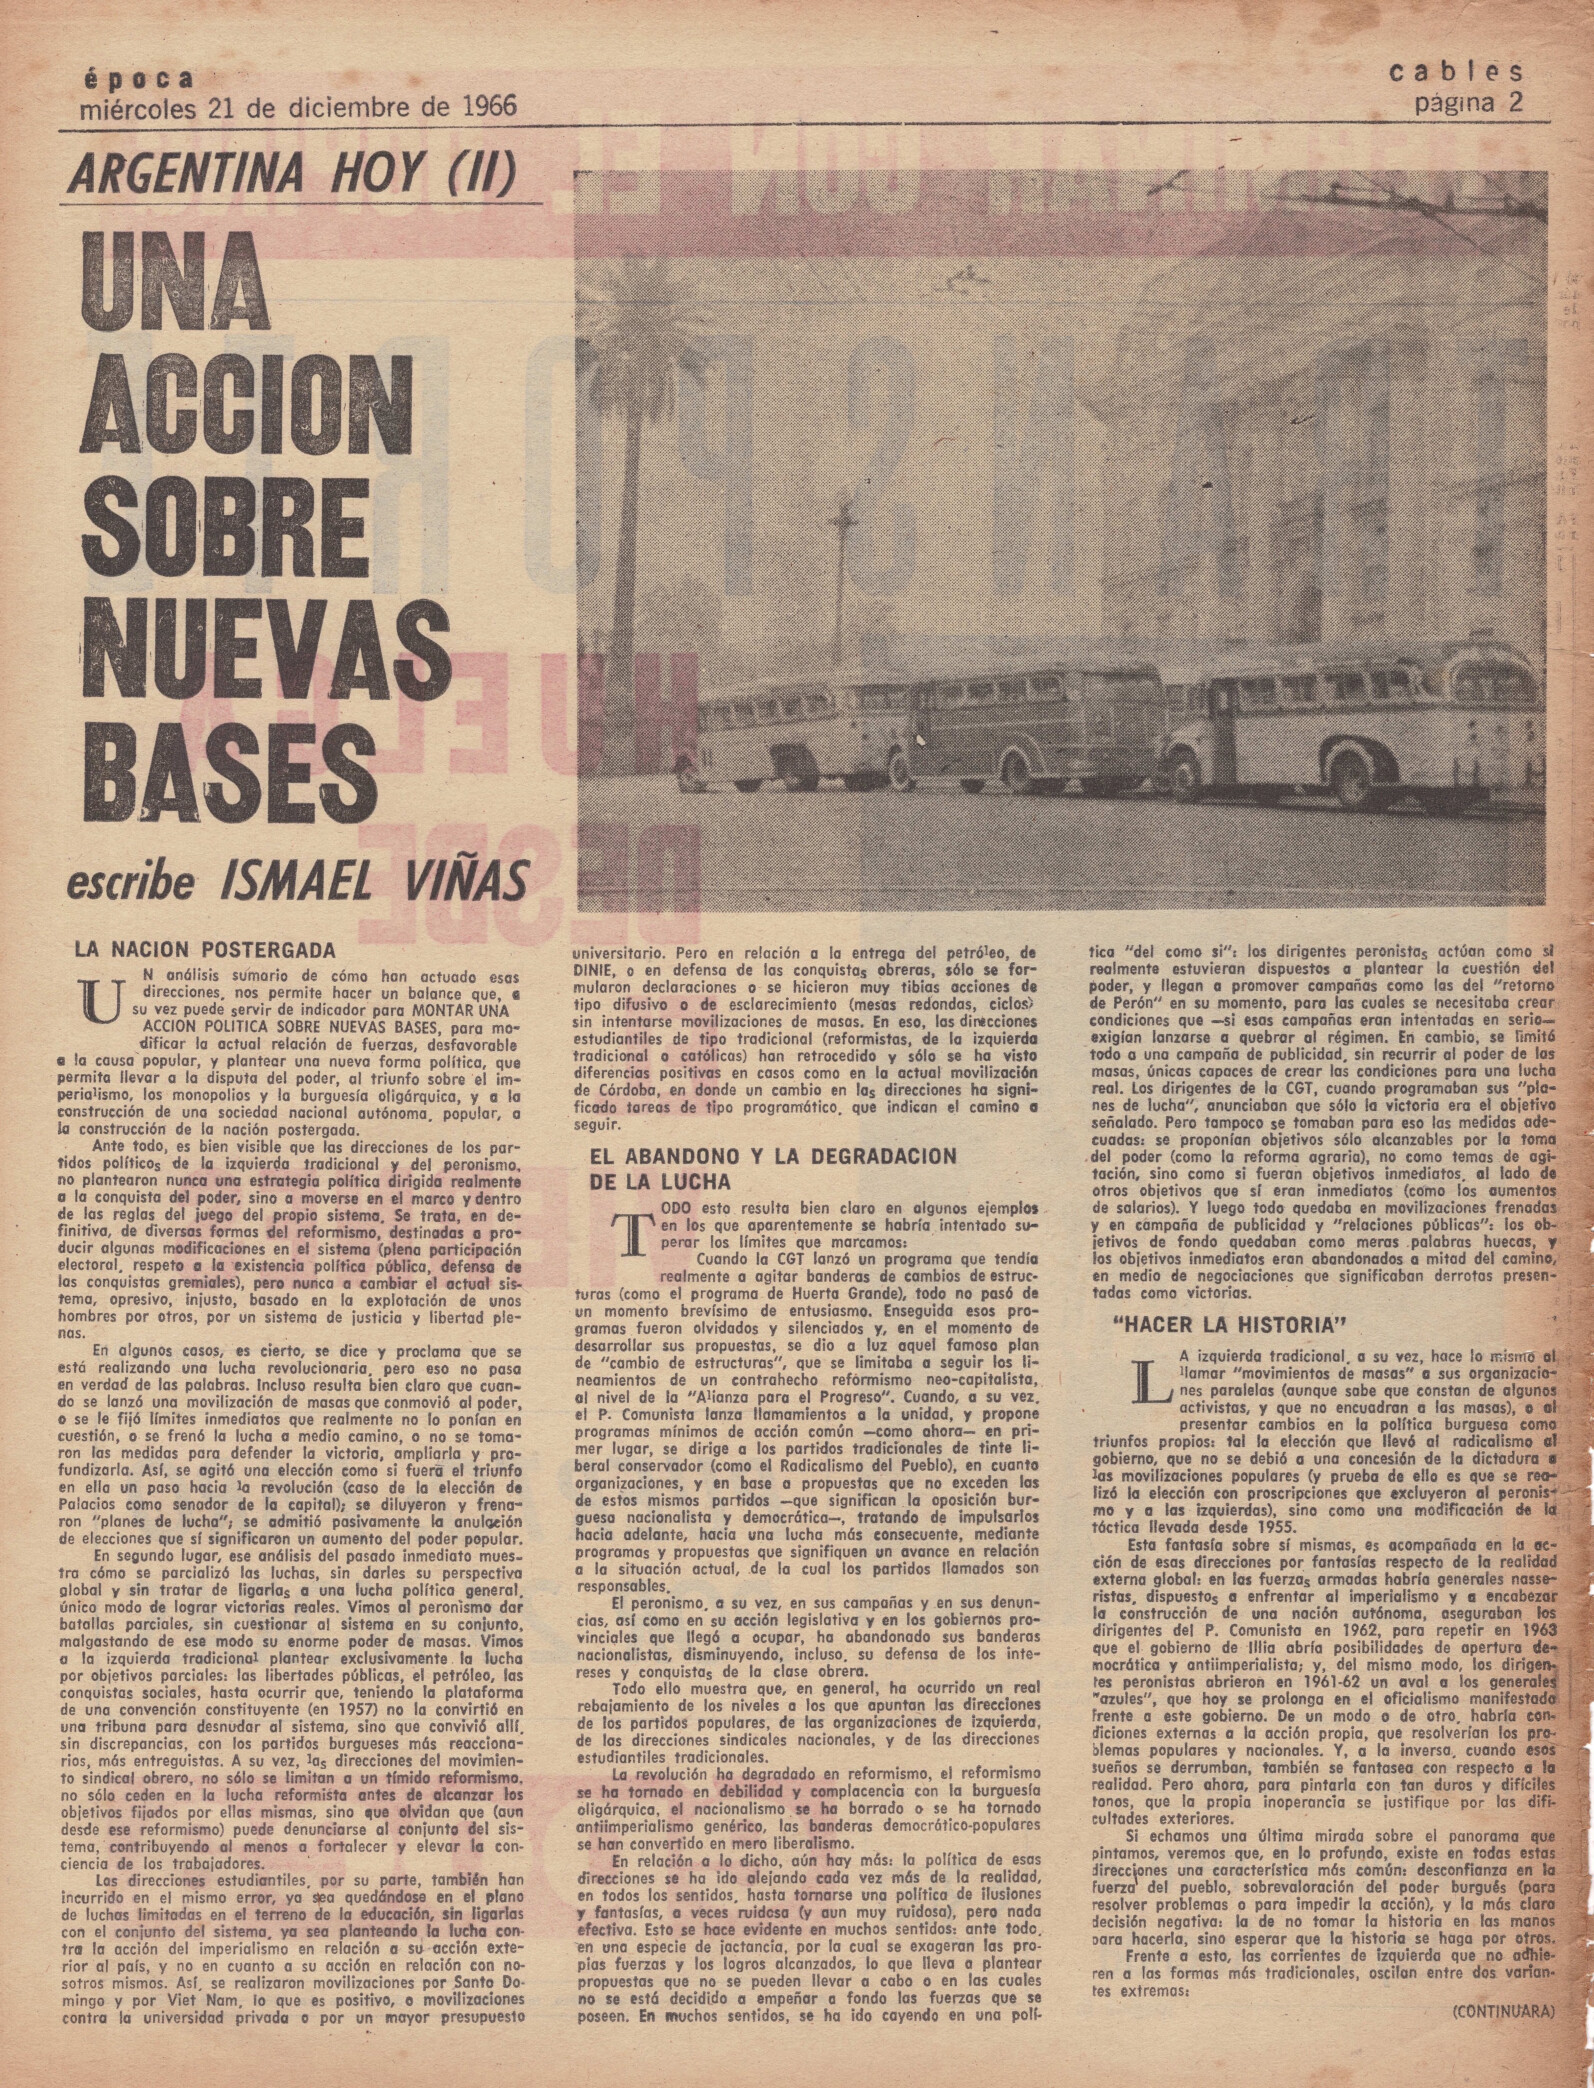 época
miércoles 21 de diciembre de 1966
cables
página 2
ARGENTINA HOY (II)
UNA
ACCION
SOBRE
NUEVAS
BASES
escribe ISMAEL VIÑAS
LA NACION POSTERGADA
UN análisis sumario de cómo han actuado esas
direcciones, nos permite hacer un balance que, a
su vez puede servir de indicador para MONTAR UNA
ACCION POLITICA SOBRE NUEVAS BASES, para mo-
dificar la actual relación de fuerzas, desfavorable
a la causa popular, y plantear una nueva forma política, que
permita llevar a la disputa del poder, al triunfo sobre el im-
perialismo, los monopolios y la burguesía oligárquica, y a la
construcción de una sociedad nacional autónoma, popular, a
la construcción de la nación postergada.
Ante todo, es bien visible que las direcciones de los par-
tidos políticos de la izquierda tradicional y del peronismo,
no plantearon nunca una estrategia política dirigida realmente
a la conquista del poder, sino a moverse en el marco y dentro
de las reglas del juego del propio sistema. Se trata, en de-
finitiva, de diversas formas del reformismo, destinadas a pro-
ducir algunas modificaciones en el sistema (plena participación
electoral, respeto a la existencia política pública, defensa de
las conquistas gremiales), pero nunca a cambiar el actual sis-
tema, opresivo, injusto, basado en la explotación de unos
hombres por otros, por un sistema de justicia y libertad ple-
nas.
En algunos casos, es cierto, se dice y proclama que se
está realizando una lucha revolucionaria, pero eso no pasa
en verdad de las palabras. Incluso resulta bien claro que cuan-
do se lanzó una movilización de masas que conmovió al poder,
o se le fijó límites inmediatos que realmente no lo ponían en
cuestión, o se frenó la lucha a medio camino, o no se toma-
ron las medidas para defender la victoria, ampliarla y pro-
fundizarla. Así, se agitó una elección como si fuera el triunfo
en ella un paso hacia la revolución (caso de la elección de
Palacios como senador de la capital); se diluyeron y frena-
ron "planes de lucha"; se admitió pasivamente la anulación
de elecciones que sí significaron un aumento del poder popular.
En segundo lugar, ese análisis del pasado inmediato mues-
tra cómo se parcializó las luchas, sin darles su perspectiva
global y sin tratar de ligarlas a una lucha política general,
único modo de lograr victorias reales. Vimos al peronismo dar
batallas parciales, sin cuestionar al sistema en su conjunto,
malgastando de ese modo su enorme poder de masas. Vimos
a la izquierda tradicional plantear exclusivamente la lucha
por objetivos parciales: las libertades públicas, el petróleo, las
conquistas sociales, hasta ocurrir que, teniendo la plataforma
de una convención constituyente (en 1957) no la convirtió en
una tribuna para desnudar al sistema, sino que convivió allí,
sin discrepancias, con los partidos burgueses más reacciona-
rios, más entreguistas. A su vez, las direcciones del movimien-
to sindical obrero, no sólo se limitan a un tímido reformismo,
no sólo ceden en la lucha reformista antes de alcanzar los
objetivos fijados por ellas mismas, sino que olvidan que (aun
desde ese reformismo) puede denunciarse al conjunto del sis-
tema, contribuyendo al menos a fortalecer y elevar la con-
ciencia de los trabajadores.
Las direcciones estudiantiles, por su parte, también han
incurrido en el mismo error, ya sea quedándose en el plano
de luchas limitadas en el terreno de la educación, sin ligarlas
con el conjunto del sistema, ya sea planteando la lucha con-
tra la acción del imperialismo en relación a su acción exte-
rior al país, y no en cuanto a su acción en relación con no-
sotros mismos. Así, se realizaron movilizaciones por Santo Do-
mingo y por Viet Nam, lo que es positivo, o movilizaciones
contra la universidad privada o por un mayor presupuesto
universitario. Pero en relación a la entrega del petróleo, de
DINIE, o en defensa de las conquistas obreras, sólo se for-
mularon declaraciones o se hicieron muy tibias acciones de
tipo difusivo o de esclarecimiento (mesas redondas, ciclos)
sin intentarse movilizaciones de masas. En eso, las direcciones
estudiantiles de tipo tradicional (reformistas, de la izquierda
tradicional o católicas) han retrocedido y sólo se ha visto
diferencias positivas en casos como en la actual movilización
de Córdoba, en donde un cambio en las direcciones ha signi-
ficado tareas de tipo programático, que indican el camino a
seguir.
EL ABANDONO Y LA DEGRADACION
DE LA LUCHA
TODO esto resulta bien claro en algunos ejemplos
en los que aparentemente se habría intentado su-
perar los límites que marcamos:
Cuando la CGT lanzó un programa que tendía
realmente a agitar banderas de cambios de estruc-
turas (como el programa de Huerta Grande), todo no pasó de
un momento brevísimo de entusiasmo. Enseguida esos pro-
gramas fueron olvidados y silenciados y, en el momento de
desarrollar sus propuestas, se dio a luz aquel famoso plan
de "cambio de estructuras", que se limitaba a seguir los li-
neamientos de un contrahecho reformismo neo-capitalista,
al nivel de la "Alianza para el Progreso". Cuando, a su vez,
el P. Comunista lanza llamamientos a la unidad, y propone
programas mínimos de acción común —como ahora— en pri-
mer lugar, se dirige a los partidos tradicionales de tinte li-
beral conservador (como el Radicalismo del Pueblo), en cuanto
organizaciones, y en base a propuestas que no exceden las
de estos mismos partidos —que significan la oposición bur-
guesa nacionalista y democrática—, tratando de impulsarlos
hacia adelante, hacia una lucha más consecuente, mediante
programas y propuestas que signifiquen un avance en relación
a la situación actual, de la cual los partidos llamados son
responsables.
El peronismo, a su vez, en sus campañas y en sus denun-
cias, así como en su acción legislativa y en los gobiernos pro-
vinciales que llegó a ocupar, ha abandonado sus banderas
nacionalistas, disminuyendo, incluso, su defensa de los inte-
reses y conquistas de la clase obrera.
Todo ello muestra que, en general, ha ocurrido un real
rebajamiento de los niveles a los que apuntan las direcciones
de los partidos populares, de las organizaciones de izquierda,
de las direcciones sindicales nacionales, y de las direcciones
estudiantiles tradicionales.
La revolución ha degradado en reformismo, el reformismo
se ha tornado en debilidad y complacencia con la burguesía
oligárquica, el nacionalismo se ha borrado o se ha tornado
antiimperialismo genérico, las banderas democrático-populares
se han convertido en mero liberalismo.
En relación a lo dicho, aún hay más: la política de esas
direcciones se ha ido alejando cada vez más de la realidad,
en todos los sentidos, hasta tornarse una política de ilusiones
y fantasías, a veces ruidosa (y aun muy ruidosa), pero nada
efectiva. Esto se hace evidente en muchos sentidos: ante todo,
en una especie de jactancia, por la cual se exageran las pro-
pias fuerzas y los logros alcanzados, lo que lleva a plantear
propuestas que no se pueden llevar a cabo o en las cuales
no se está decidido a empeñar a fondo las fuerzas que se
poseen. En muchos sentidos, se ha ido cayendo en una polí-
tica "del como si": los dirigentes peronistas actúan como si
realmente estuvieran dispuestos a plantear la cuestión del
poder, y llegan a promover campañas como las del "retorno
de Perón" en su momento, para las cuales se necesitaba crear
condiciones que —si esas campañas eran intentadas en serio—
exigían lanzarse a quebrar al régimen. En cambio, se limitó
todo a una campaña de publicidad, sin recurrir al poder de las
masas, únicas capaces de crear las condiciones para una lucha
real. Los dirigentes de la CGT, cuando programaban sus "pla-
nes de lucha", anunciaban que sólo la victoria era el objetivo
señalado. Pero tampoco se tomaban para eso las medidas ade-
cuadas: se proponían objetivos sólo alcanzables por la toma
del poder (como la reforma agraria), no como temas de agi-
tación, sino como si fueran objetivos inmediatos, al lado de
otros objetivos que sí eran inmediatos (como los aumentos
de salarios). Y luego todo quedaba en movilizaciones frenadas
y en campaña de publicidad y "relaciones públicas": los ob-
jetivos de fondo quedaban como meras palabras huecas, y
los objetivos inmediatos eran abandonados a mitad del camino,
en medio de negociaciones que significaban derrotas presen-
tadas como victorias.
"HACER LA HISTORIA"
LA izquierda tradicional, a su vez, hace lo mismo al
llamar "movimientos de masas" a sus organizacio-
nes paralelas (aunque sabe que constan de algunos
activistas, y que no encuadran a las masas), o al
presentar cambios en la política burguesa como
triunfos propios: tal la elección que llevó al radicalismo al
gobierno, que no se debió a una concesión de la dictadura a
las movilizaciones populares (y prueba de ello es que se rea-
lizó la elección con proscripciones que excluyeron al peronis-
mo y a las izquierdas), sino como una modificación de la
táctica llevada desde 1955.
Esta fantasía sobre sí mismas, es acompañada en la ac-
ción de esas direcciones por fantasías respecto de la realidad
externa global: en las fuerzas armadas habría generales nasse-
ristas, dispuestos a enfrentar al imperialismo y a encabezar
la construcción de una nación autónoma, aseguraban los
dirigentes del P. Comunista en 1962, para repetir en 1963
que el gobierno de Illia abría posibilidades de apertura de-
mocrática y antiimperialista; y, del mismo modo, los dirigen-
tes peronistas abrieron en 1961-62 un aval a los generales
"azules", que hoy se prolonga en el oficialismo manifestado
frente a este gobierno. De un modo o de otro, habría con-
diciones externas a la acción propia, que resolverían los pro-
blemas populares y nacionales. Y, a la inversa, cuando esos
sueños se derrumban, también se fantasea con respecto a la
realidad. Pero ahora, para pintarla con tan duros y difíciles
tonos, que la propia inoperancia se justifique por las difi-
cultades exteriores.
Si echamos una última mirada sobre el panorama que
pintamos, veremos que, en lo profundo, existe en todas estas
direcciones una característica más común: desconfianza en la
fuerza del pueblo, sobrevaloración del poder burgués (para
resolver problemas o para impedir la acción), y la más clara
decisión negativa: la de no tomar la historia en las manos
para hacerla, sino esperar que la historia se haga por otros.
Frente a esto, las corrientes de izquierda que no adhie-
ren a las formas más tradicionales, oscilan entre dos varian-
tes extremas:
(CONTINUARA)